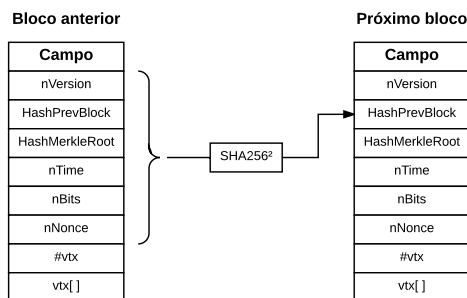 Bloco anterior
Campo
nVersion
HashPrevBlock
HashMerkleRoot
nTime
nBits
nNonce
#vtx
vtx[ ]
SHA256²
Próximo bloco
Campo
nVersion
HashPrevBlock
HashMerkleRoot
nTime
nBits
nNonce
#vtx
vtx[ ]